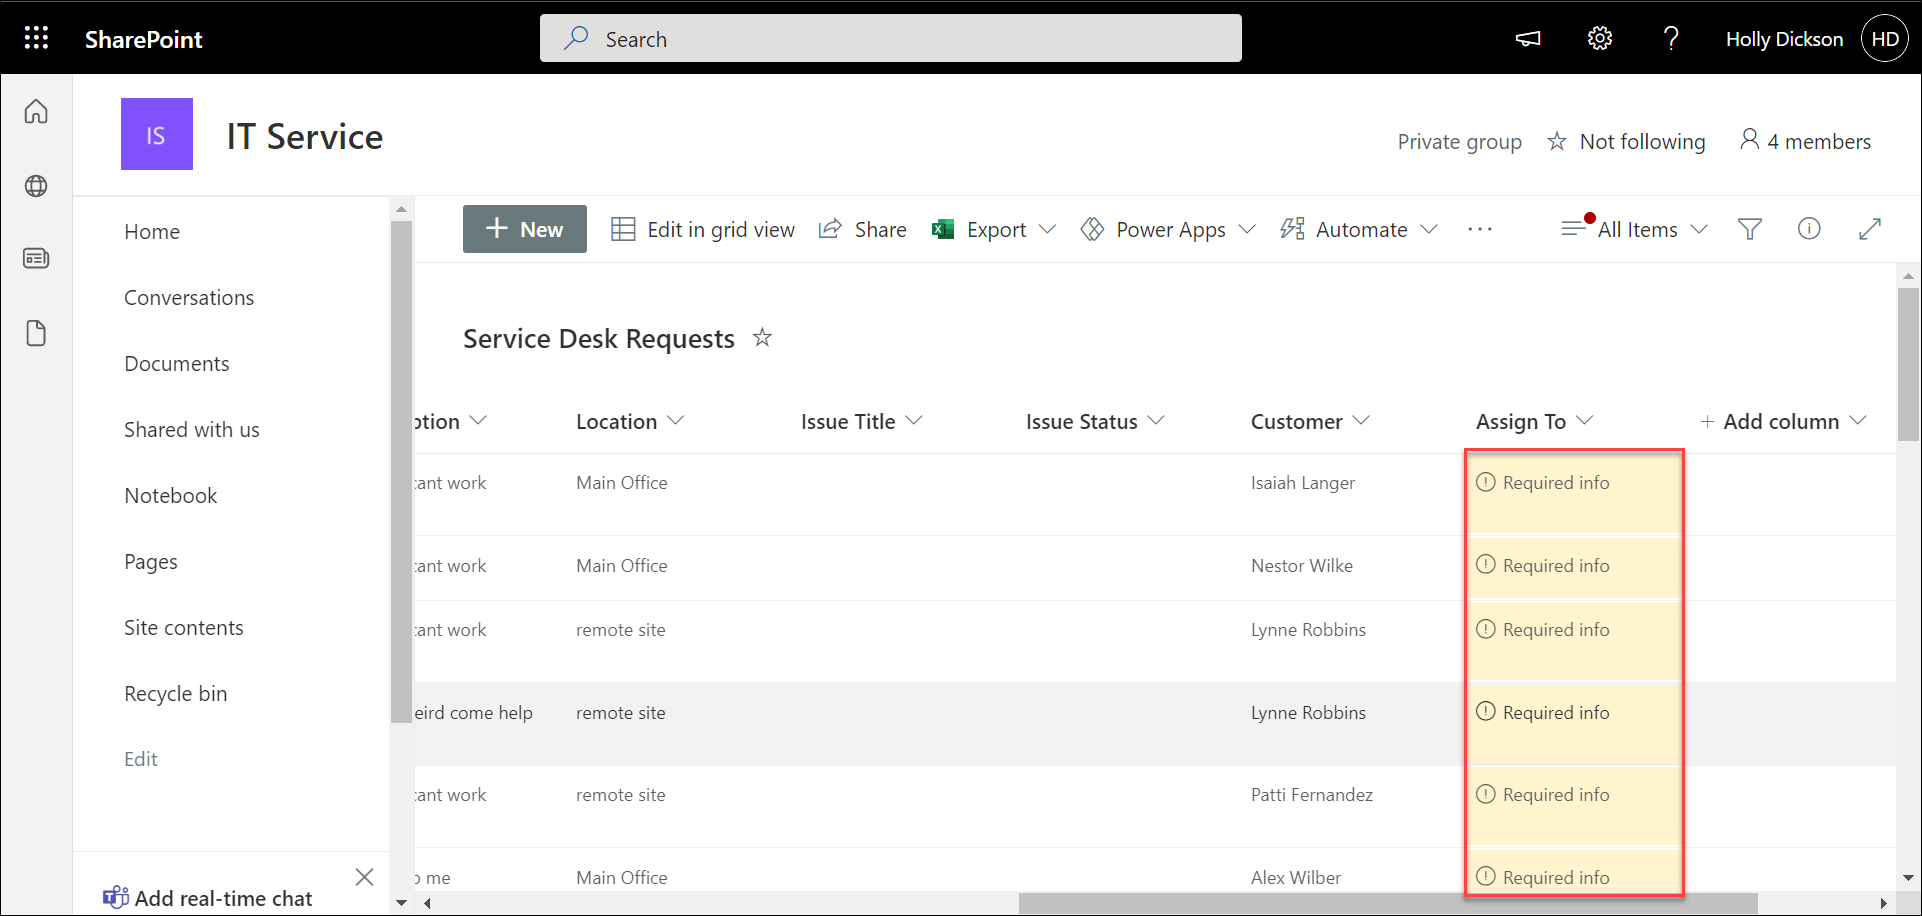 SharePoint
Search
Holly Dickson
HD
IS
IT Service
Private group
Not following
4 members
Home
Conversations
Documents
Shared with us
Notebook
Pages
Site contents
Recycle bin
Edit
Add real-time chat
New
Edit in grid view
Share
Export
Power Apps
Automate
All Items
Service Desk Requests
ption Location Issue Title Issue Status Customer Assign To + Add column
cant work Main Office Isaiah Langer Required info
cant work Main Office Nestor Wilke Required info
cant work remote site Lynne Robbins Required info
eird come help remote site Lynne Robbins Required info
cant work remote site Patti Fernandez Required info
p me Main Office Alex Wilber Required info